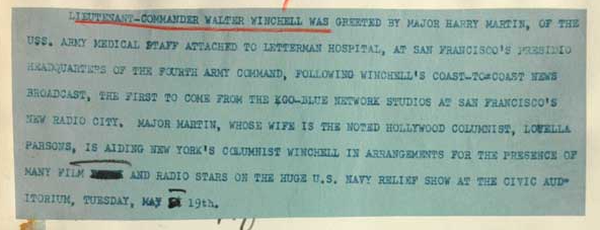 LIEUTENANT-COMMANDER WALTER WINCHELL WAS GREETED BY MAJOR HARRY MARTIN, OF THE
USS. ARMY MEDICAL STAFF ATTACHED TO LETTERMAN HOSPITAL, AT SAN FRANCISCO'S PRESIDIO
HEADQUARTERS OF THE FOURTH ARMY COMMAND, FOLLOWING WINCHELL'S COAST-TO=COAST NEWS
BROADCAST, THE FIRST TO COME FROM THE KGO-BLUE NETWORK STUDIOS AT SAN FRANCISCO'S
NEW RADIO CITY. MAJOR MARTIN, WHOSE WIFE IS THE NOTED HOLLYWOOD COLUMNIST, LOUELLA
PARSONS, IS AIDING NEW YORK'S COLUMNIST WINCHELL IN ARRANGEMENTS FOR THE PRESENCE OF
MANY FILM AND RADIO STARS ON THE HUGE U.S. NAVY RELIEF SHOW AT THE CIVIC AUD-
ITORIUM, TUESDAY, MAY 19th.